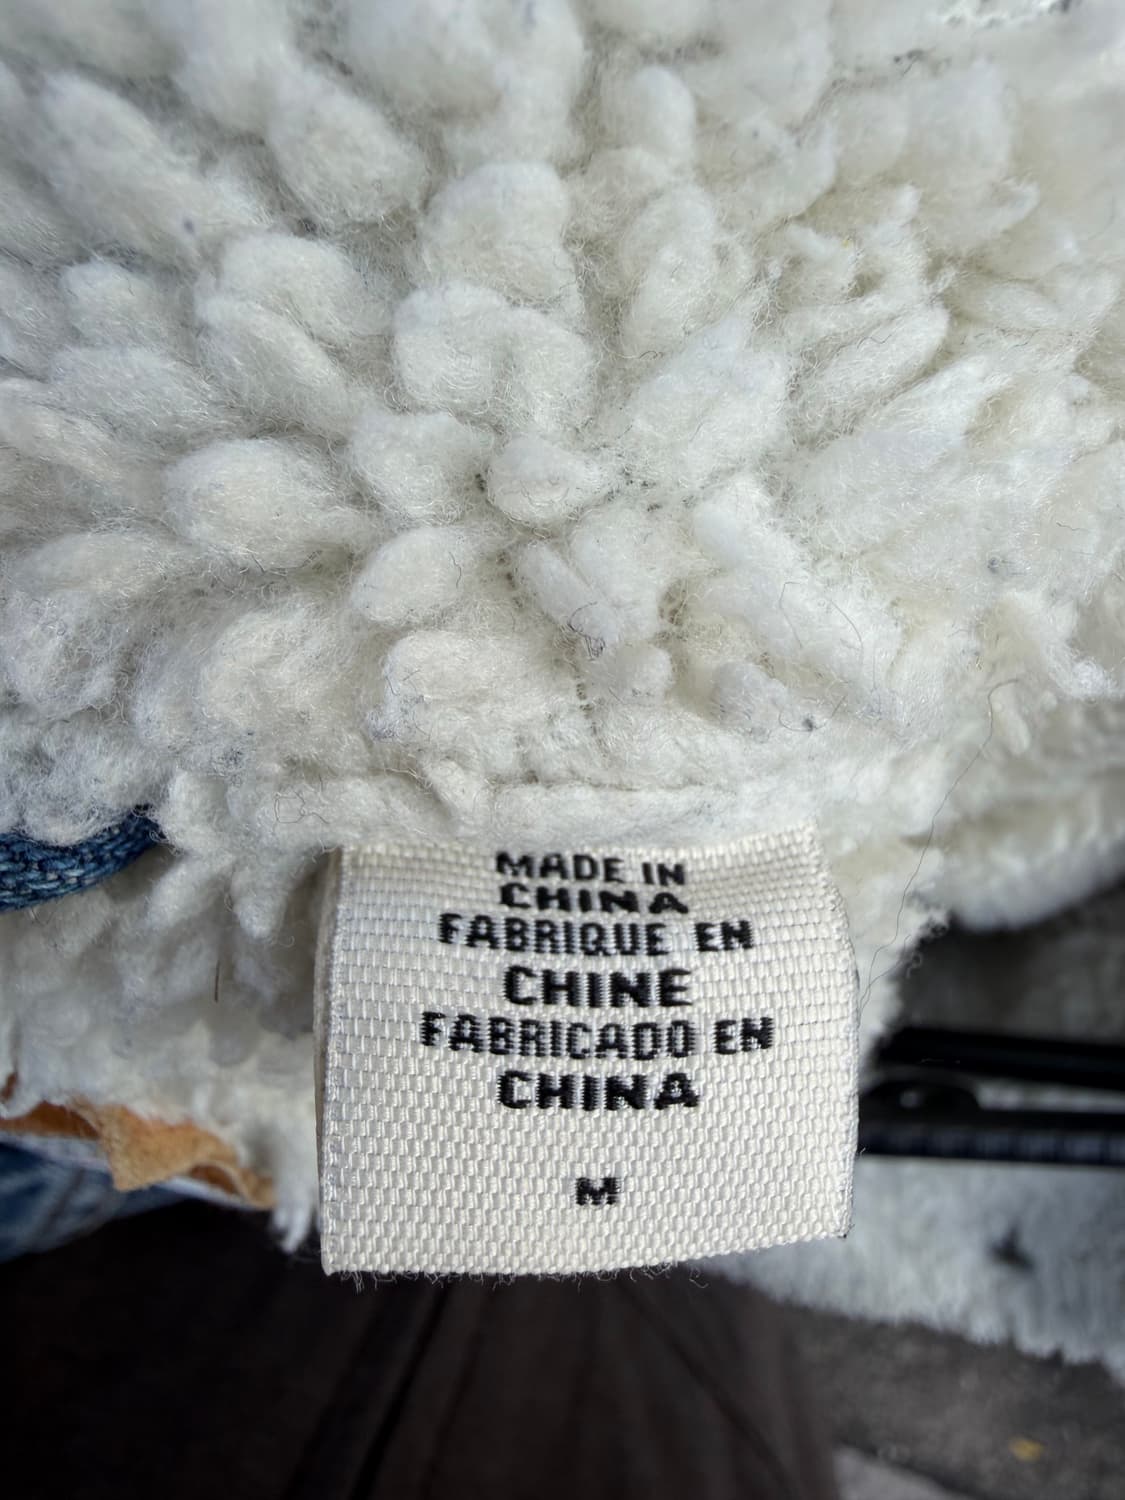 MADE IN
CHINA
FABRIQUE EN
CHINE
FABRICADO EN
CHINA
M